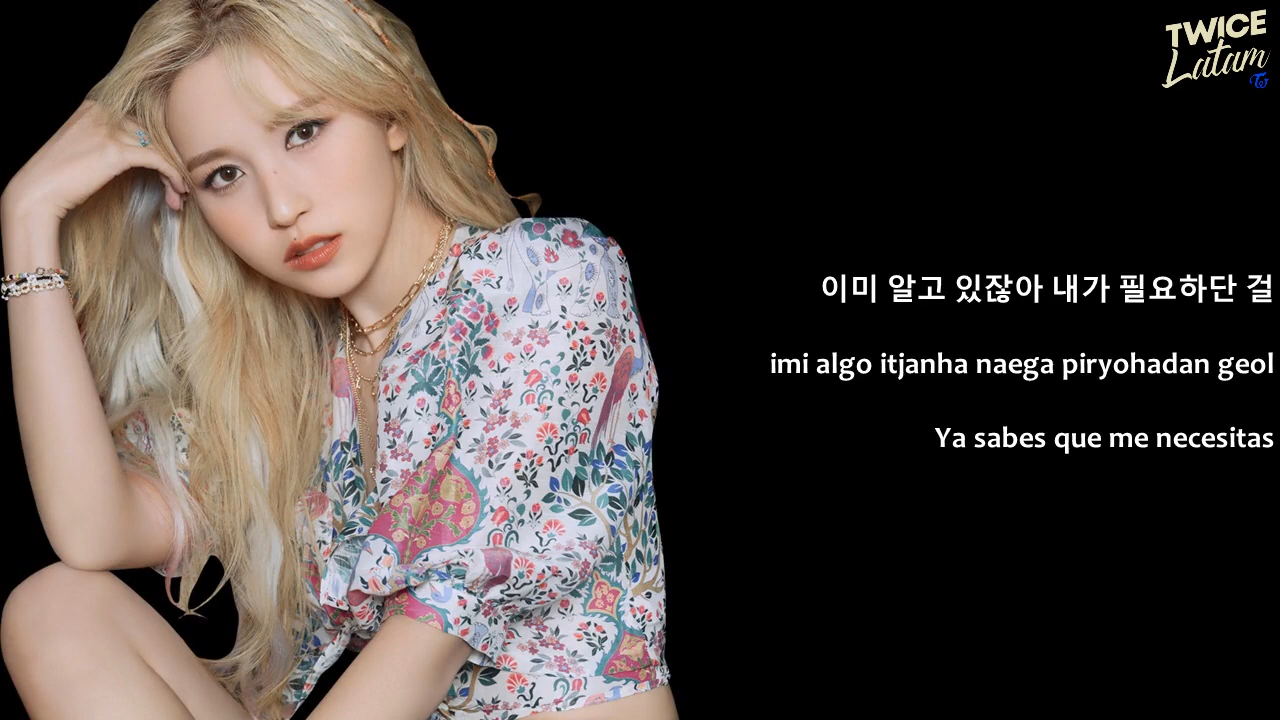 TWICE
Latam
이미 알고 있잖아 내가 필요하단 걸
imi algo itjanha naega piryohadan geol
Ya sabes que me necesitas